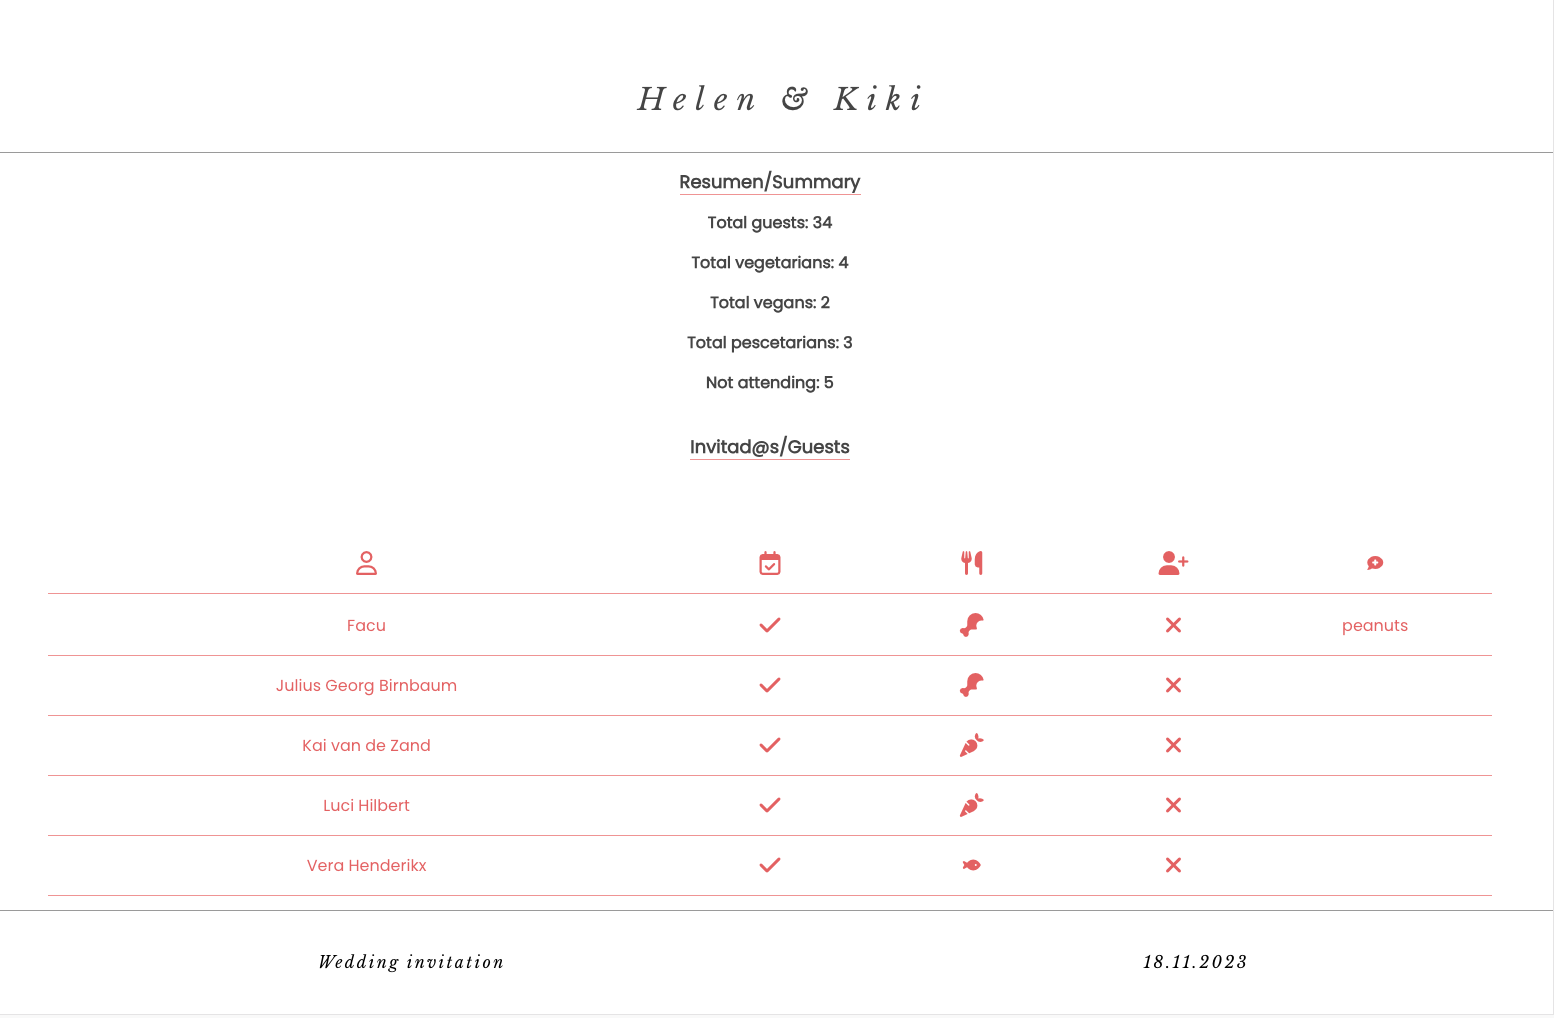 Helen & Kiki
Resumen/Summary
Total guests: 34
Total vegetarians: 4
Total vegans: 2
Total pescetarians: 3
Not attending: 5
Invitad@s/Guests
Facu peanuts
Julius Georg Birnbaum
Kai van de Zand
Luci Hilbert
Vera Henderikx
Wedding invitation 18.11.2023